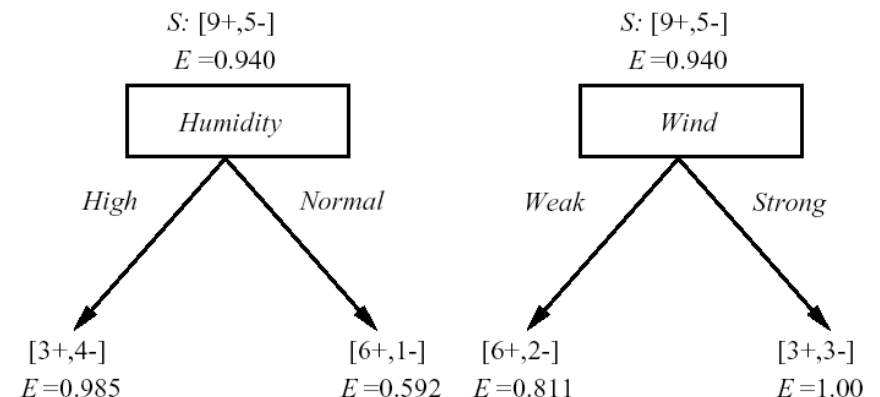 S: [9+,5-]
E =0.940
Humidity
High
Normal
[3+,4-]
E =0.985
[6+,1-]
E =0.592
S: [9+,5-]
E =0.940
Wind
Weak
Strong
[6+,2-]
E =0.811
[3+,3-]
E =1.00